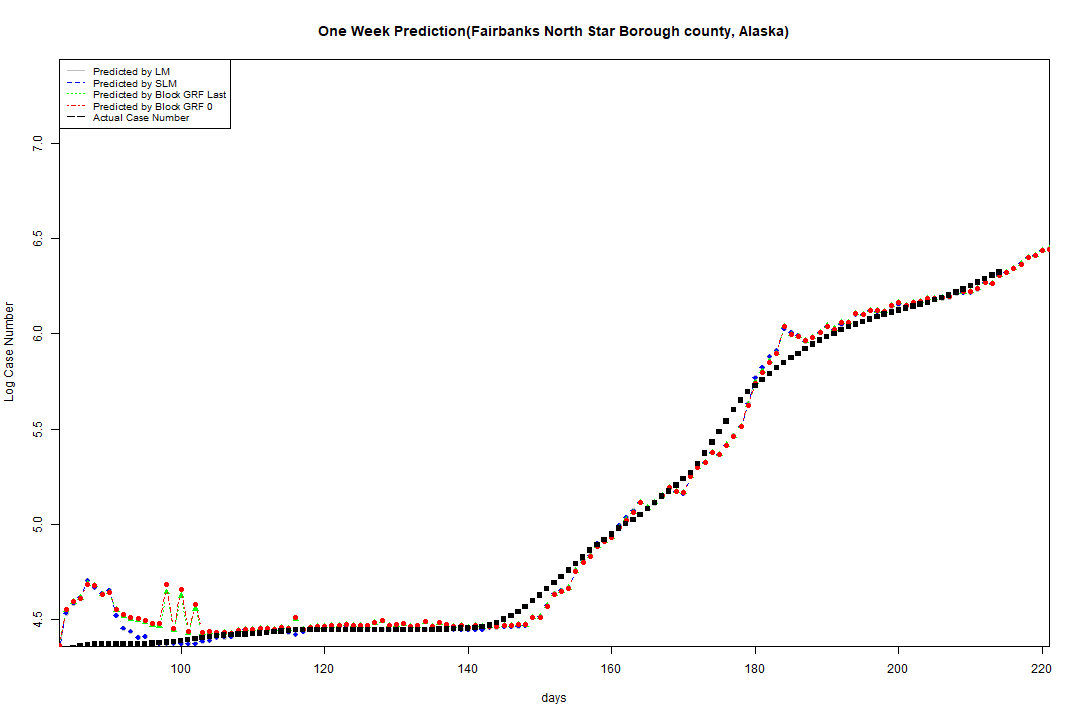 One Week Prediction(Fairbanks North Star Borough county, Alaska)
Predicted by LM
Predicted by SLM
Predicted by Block GRF Last
Predicted by Block GRF 0
Actual Case Number
7.0
6.5
6.0
5.5
5.0
4.5
Log Case Number
100 120 140 160 180 200 220
days